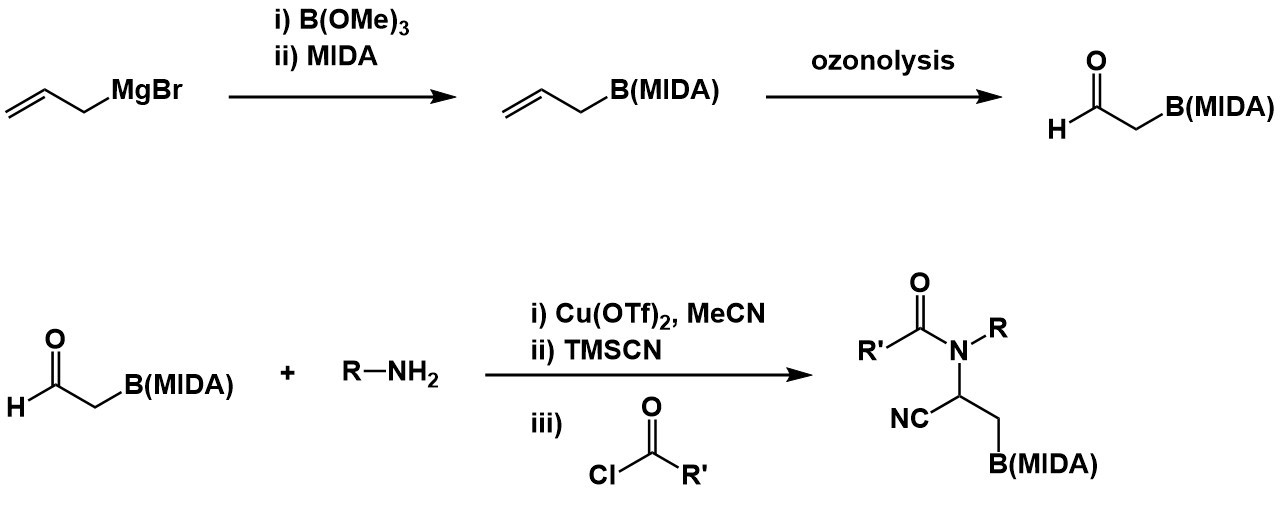 i) B(OMe)3
ii) MIDA
MgBr
B(MIDA)
ozonolysis
O
H
B(MIDA)
O
H
B(MIDA)
+
R–NH2
i) Cu(OTf)2, MeCN
ii) TMSCN
iii)
O
Cl
R'
O
R'
N
R
NC
B(MIDA)